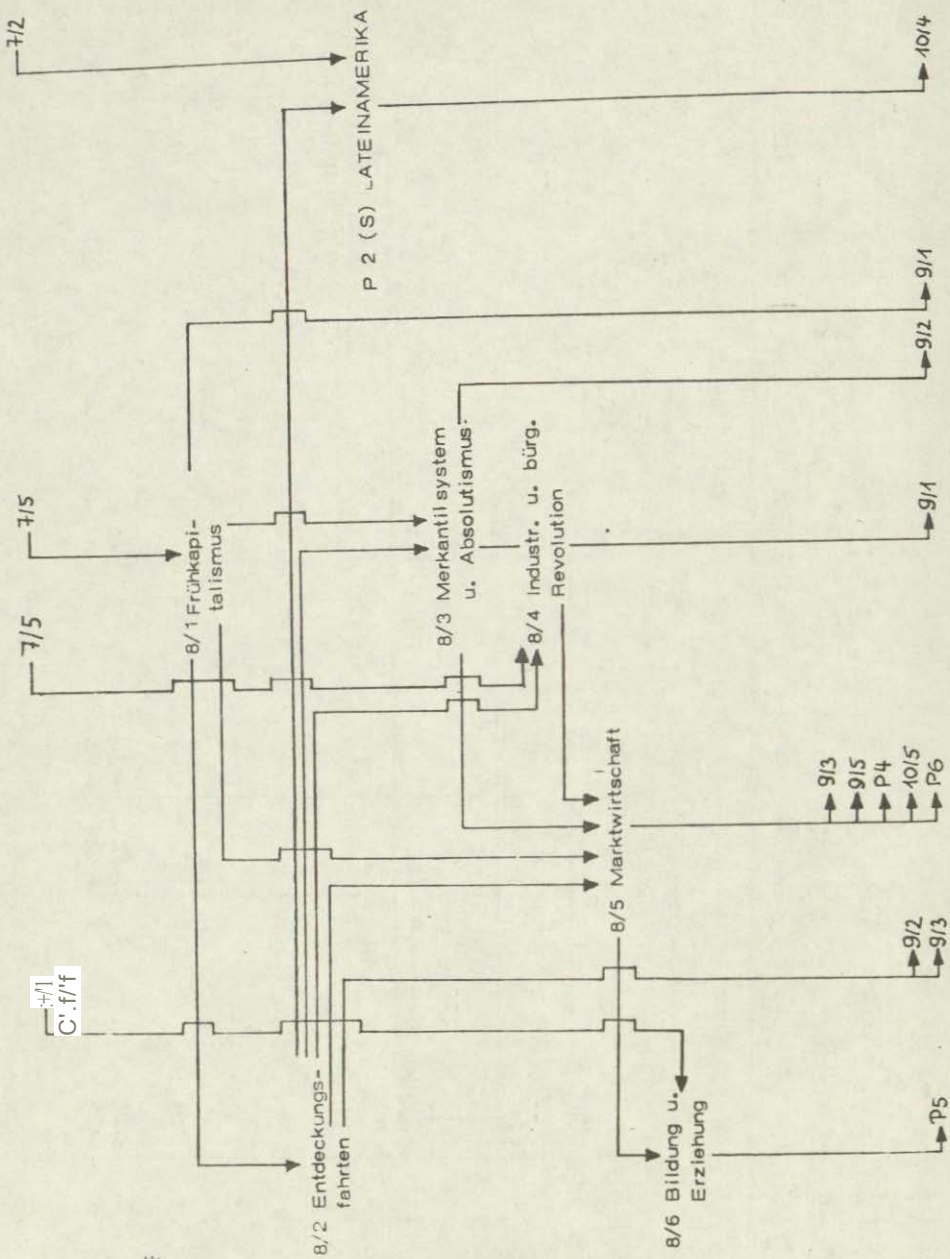 7/2
7/5
7/5
8/1 Frühkapi-
talismus
P 2 (S) LATEINAMERIKA
8/2 Entdeckungs-
fahrten
8/3 Merkantilsystem
u. Absolutismus
8/4 Industr. u. bürg.
Revolution
8/5 Marktwirtschaft
8/6 Bildung u.
Erziehung
10/4
9/1
9/2
9/1
9/3
9/5
P4
10/5
P6
9/2
9/3
P5